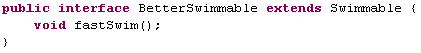 public interface BetterSwimmable extends Swimmable {
    void fastSwim();
}